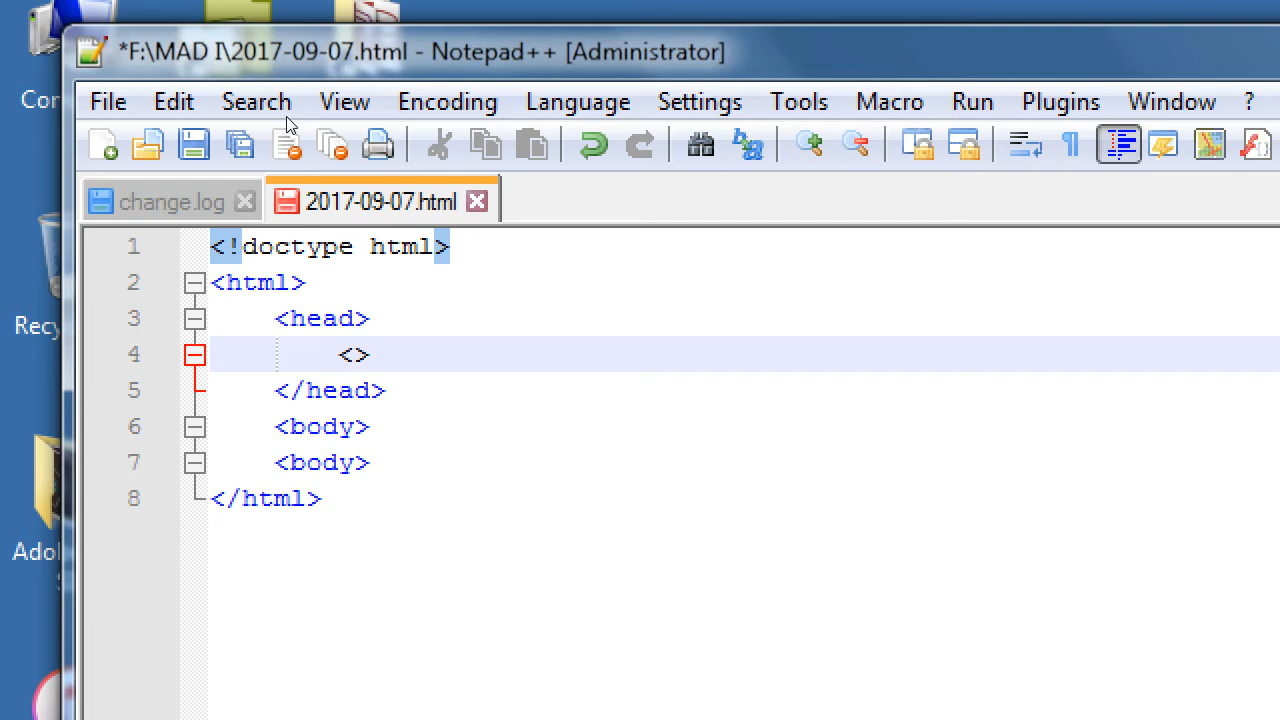 *F:\MAD I\2017-09-07.html - Notepad++ [Administrator]
File Edit Search View Encoding Language Settings Tools Macro Run Plugins Window ?
change.log 2017-09-07.html
1 <!doctype html>
2 <html>
3 <head>
4 <>
5 </head>
6 <body>
7 <body>
8 </html>